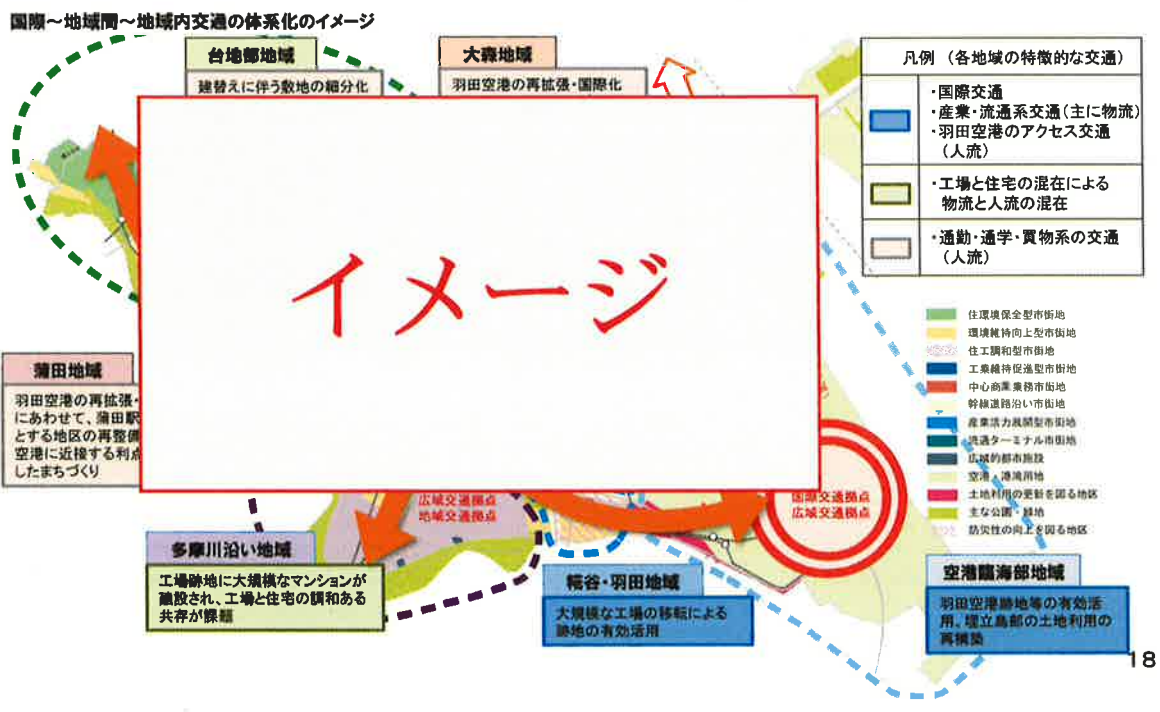 国際～地域間～地域内交通の体系化のイメージ
台地部地域
建替えに伴う敷地の細分化
大森地域
羽田空港の再拡張・国際化
凡例（各地域の特徴的な交通）
・国際交通
・産業・流通系交通（主に物流）
・羽田空港のアクセス交通
（人流）
・工場と住宅の混在による
物流と人流の混在
・通勤・通学・買物系の交通
（人流）
イメージ
住環境保全型市街地
環境維持向上型市街地
住工調和型市街地
工業維持促進型市街地
中心商業業務市街地
幹線道路沿い市街地
産業活力展開型市街地
流通ターミナル市街地
広域的都市施設
空港・港湾用地
土地利用の更新を図る地区
主な公園・緑地
防災性の向上を図る地区
蒲田地域
羽田空港の再拡張・
にあわせて、蒲田駅
とする地区の再整備
空港に近接する利点
したまちづくり
広域交通拠点
地域交通拠点
国際交通拠点
広域交通拠点
多摩川沿い地域
工場跡地に大規模なマンションが
建設され、工場と住宅の調和ある
共存が課題
糀谷・羽田地域
大規模な工場の移転による
跡地の有効活用
空港臨海部地域
羽田空港跡地等の有効活
用、埋立島部の土地利用の
再構築
18